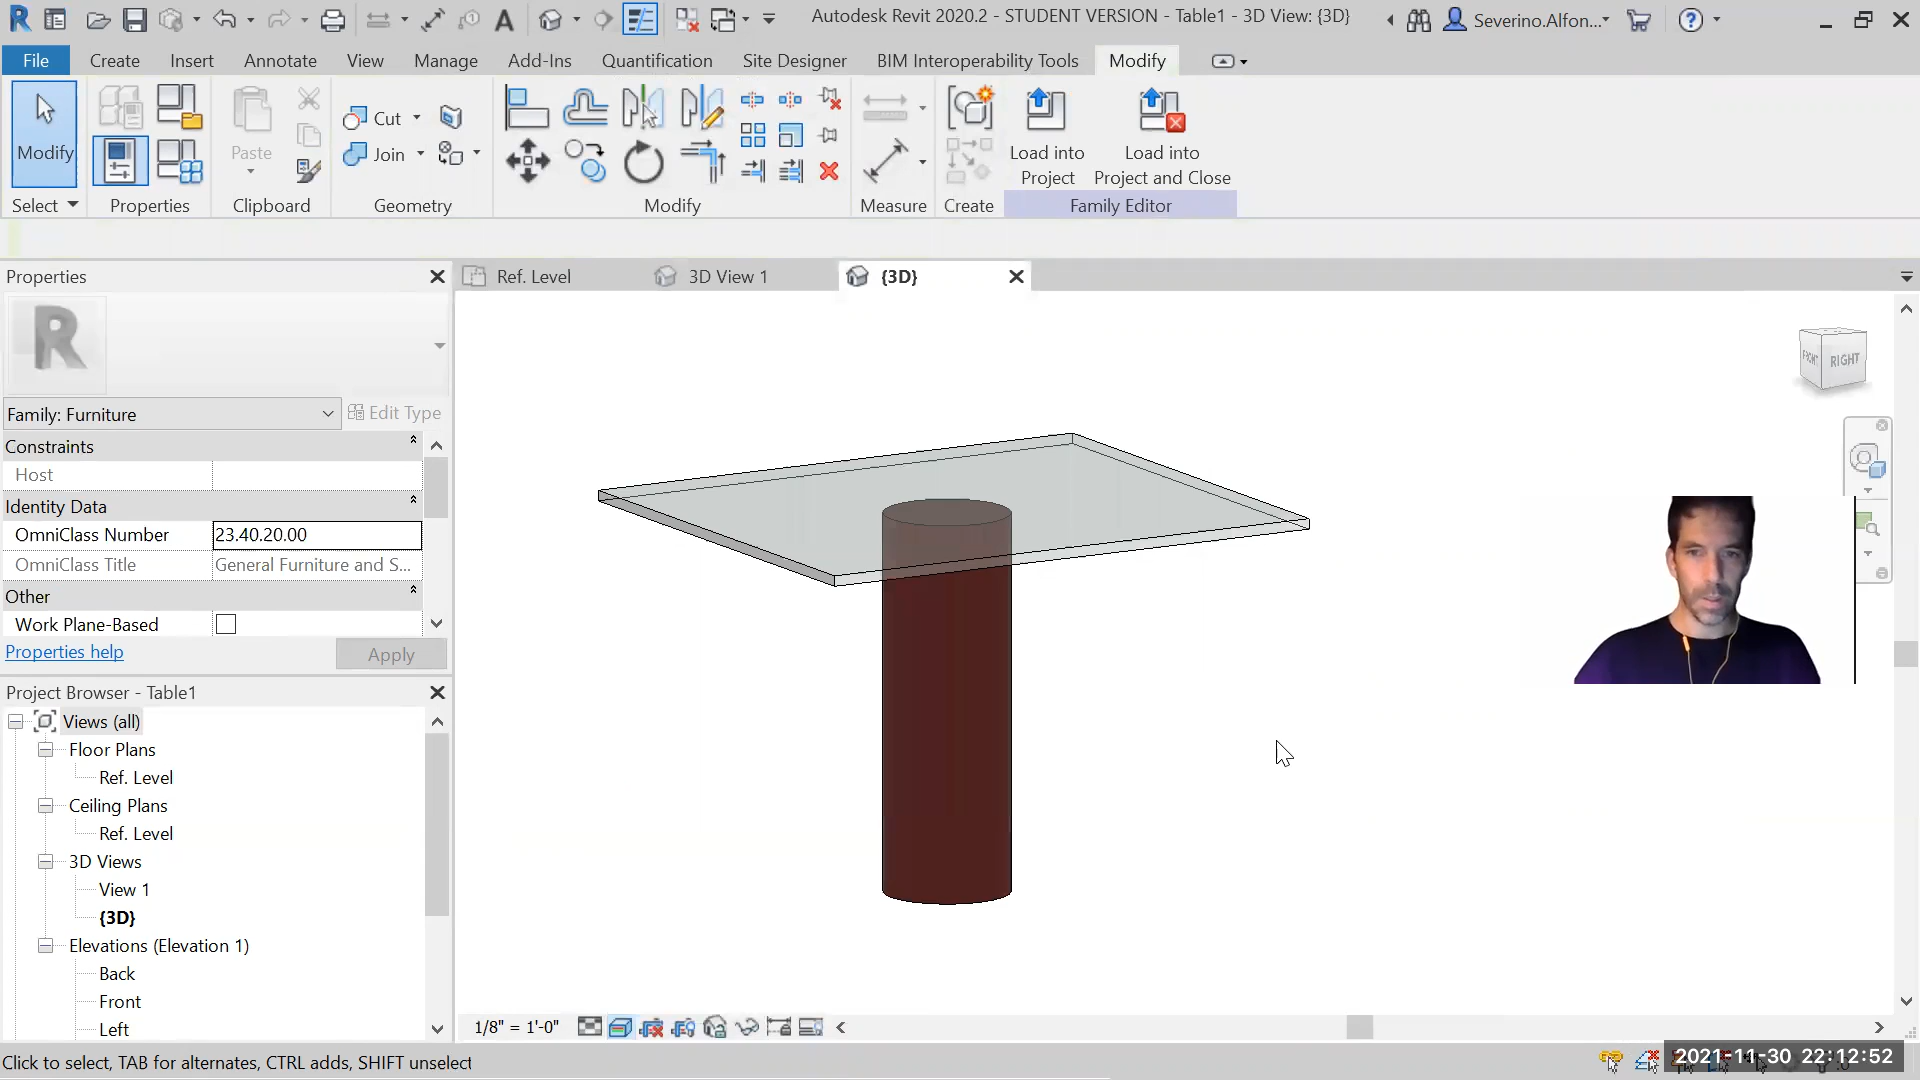 Autodesk Revit 2020.2 - STUDENT VERSION - Table1 - 3D View: {3D}
Severino.Alfon...
File Create Insert Annotate View Manage Add-Ins Quantification Site Designer BIM Interoperability Tools Modify
Modify
Paste
Cut
Join
Load into
Project
Load into
Project and Close
Select Properties Clipboard Geometry Modify Measure Create Family Editor
Properties
Ref. Level
3D View 1
{3D}
R
Family: Furniture
Edit Type
Constraints
Host
Identity Data
OmniClass Number 23.40.20.00
OmniClass Title General Furniture and S...
Other
Work Plane-Based
Properties help
Apply
FRONT
RIGHT
Project Browser - Table1
Views (all)
Floor Plans
Ref. Level
Ceiling Plans
Ref. Level
3D Views
View 1
{3D}
Elevations (Elevation 1)
Back
Front
Left
1/8" = 1'-0"
Click to select, TAB for alternates, CTRL adds, SHIFT unselect
2021-11-30 22:12:52